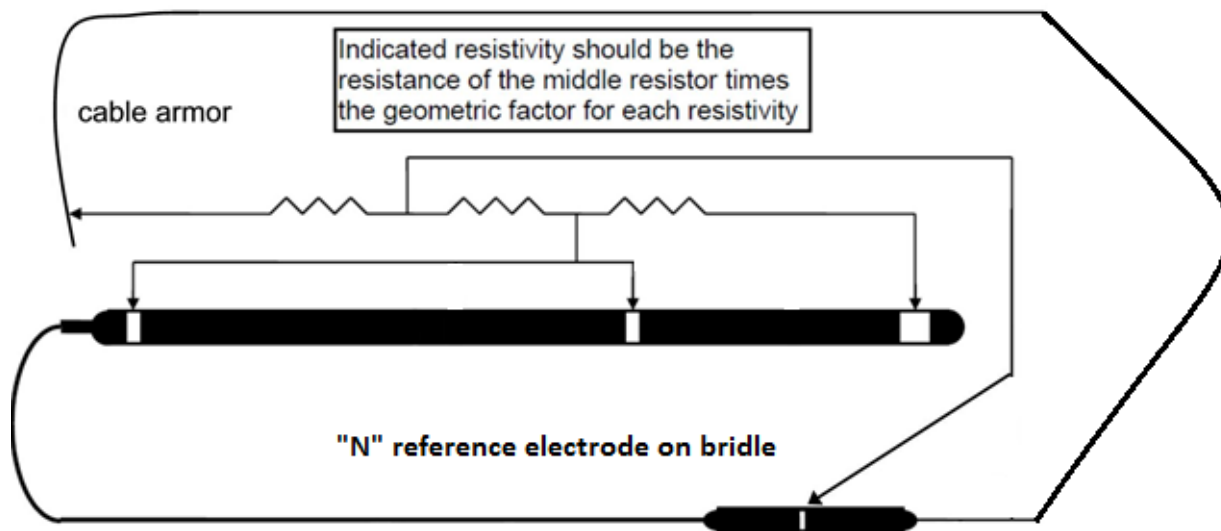 Indicated resistivity should be the
resistance of the middle resistor times
the geometric factor for each resistivity
cable armor
"N" reference electrode on bridle